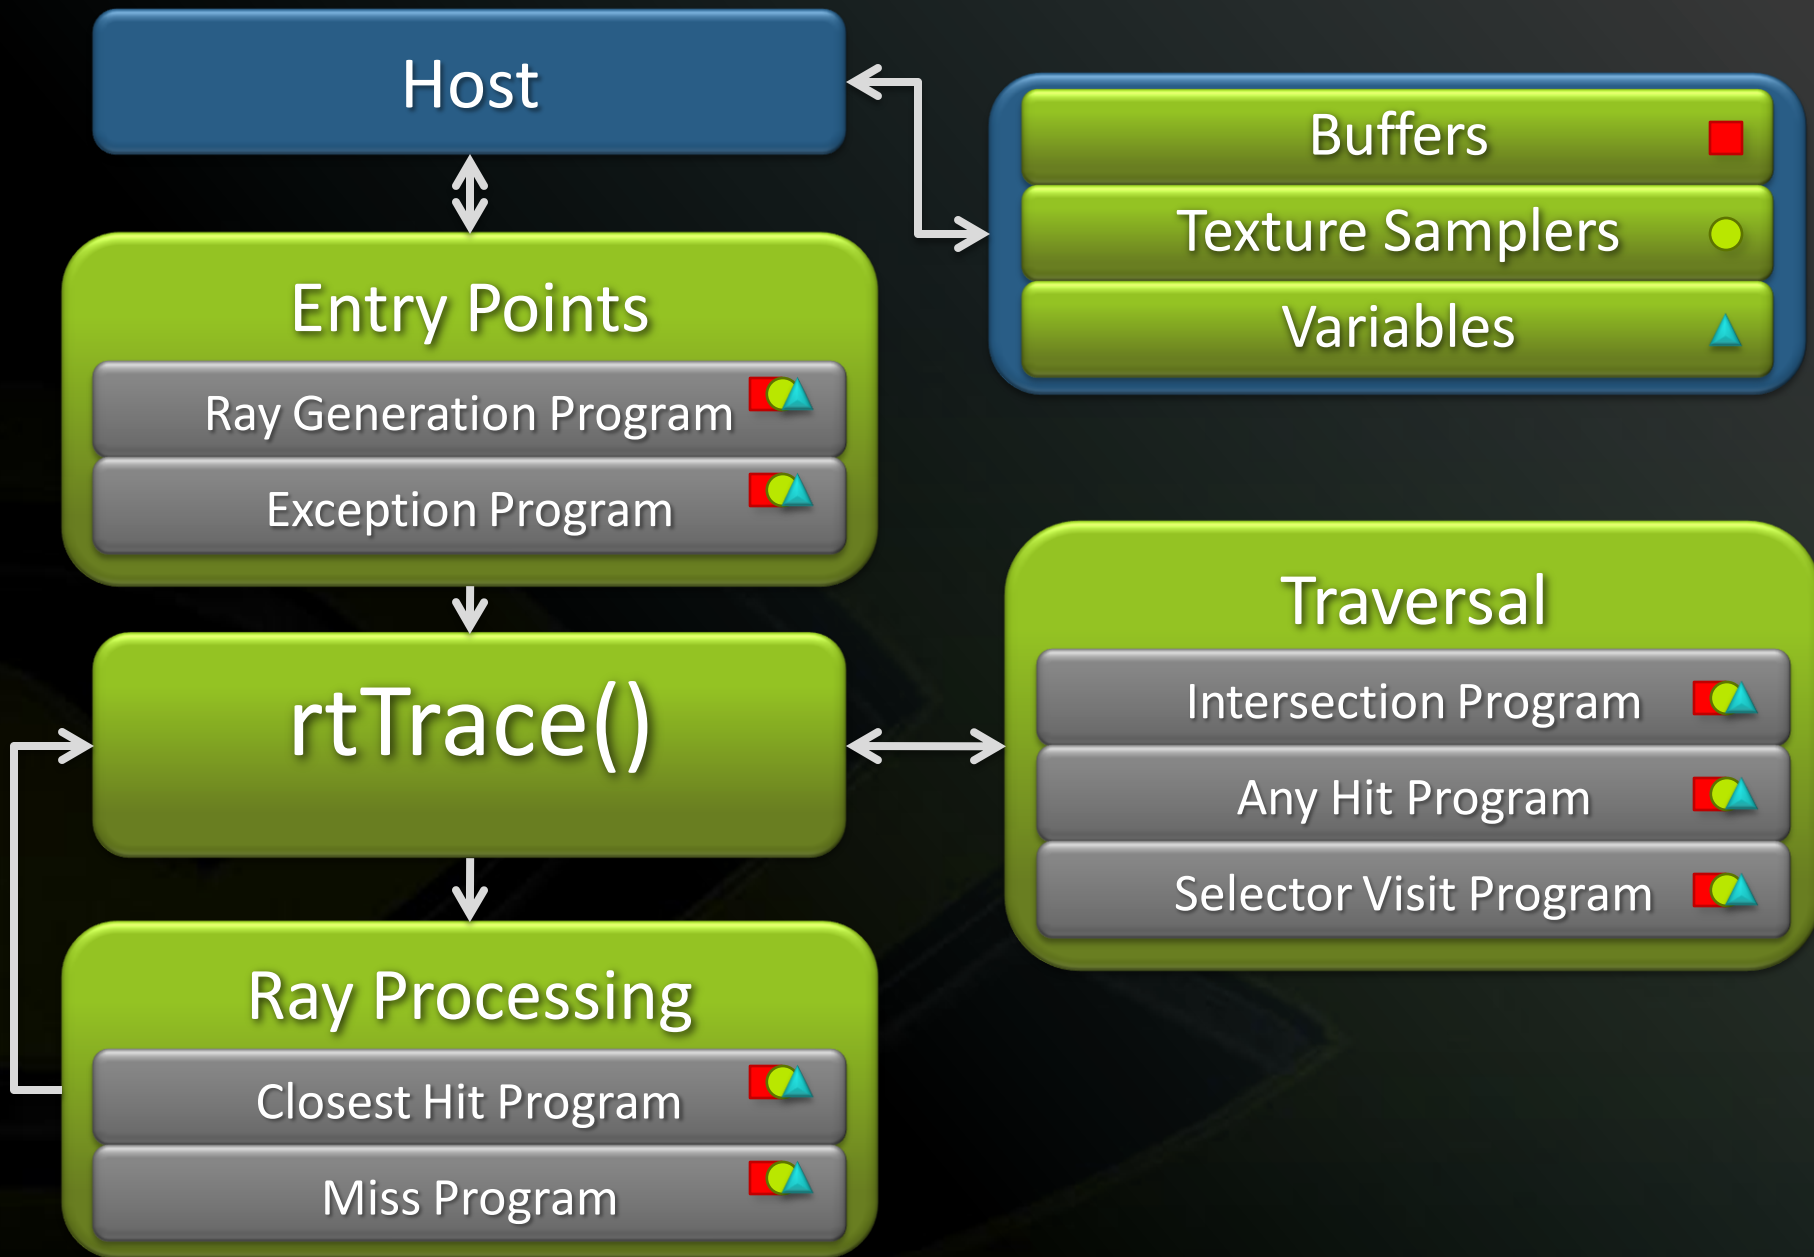 Host
Buffers
Texture Samplers
Variables
Entry Points
Ray Generation Program
Exception Program
rtTrace()
Traversal
Intersection Program
Any Hit Program
Selector Visit Program
Ray Processing
Closest Hit Program
Miss Program